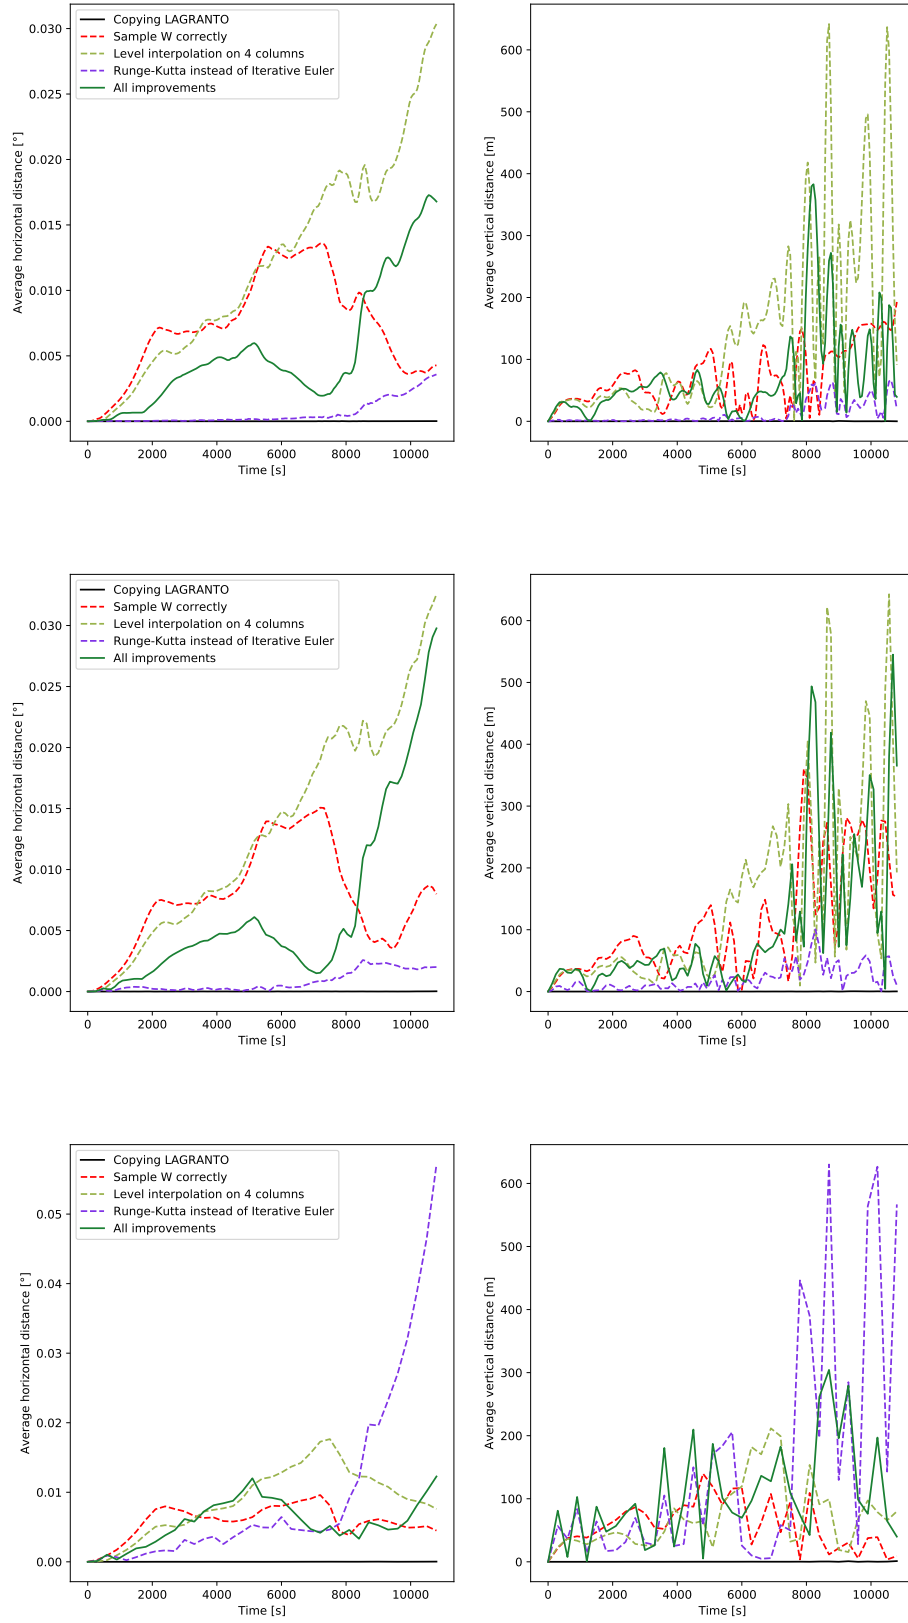 0.030
0.025
0.020
0.015
0.010
0.005
0.000
Average horizontal distance [°]
Copying LAGRANTO
Sample W correctly
Level interpolation on 4 columns
Runge-Kutta instead of Iterative Euler
All improvements
0 2000 4000 6000 8000 10000
Time [s]
600
500
400
300
200
100
0
Average vertical distance [m]
0 2000 4000 6000 8000 10000
Time [s]
0.030
0.025
0.020
0.015
0.010
0.005
0.000
Average horizontal distance [°]
Copying LAGRANTO
Sample W correctly
Level interpolation on 4 columns
Runge-Kutta instead of Iterative Euler
All improvements
0 2000 4000 6000 8000 10000
Time [s]
600
500
400
300
200
100
0
Average vertical distance [m]
0 2000 4000 6000 8000 10000
Time [s]
0.05
0.04
0.03
0.02
0.01
0.00
Average horizontal distance [°]
Copying LAGRANTO
Sample W correctly
Level interpolation on 4 columns
Runge-Kutta instead of Iterative Euler
All improvements
0 2000 4000 6000 8000 10000
Time [s]
600
500
400
300
200
100
0
Average vertical distance [m]
0 2000 4000 6000 8000 10000
Time [s]